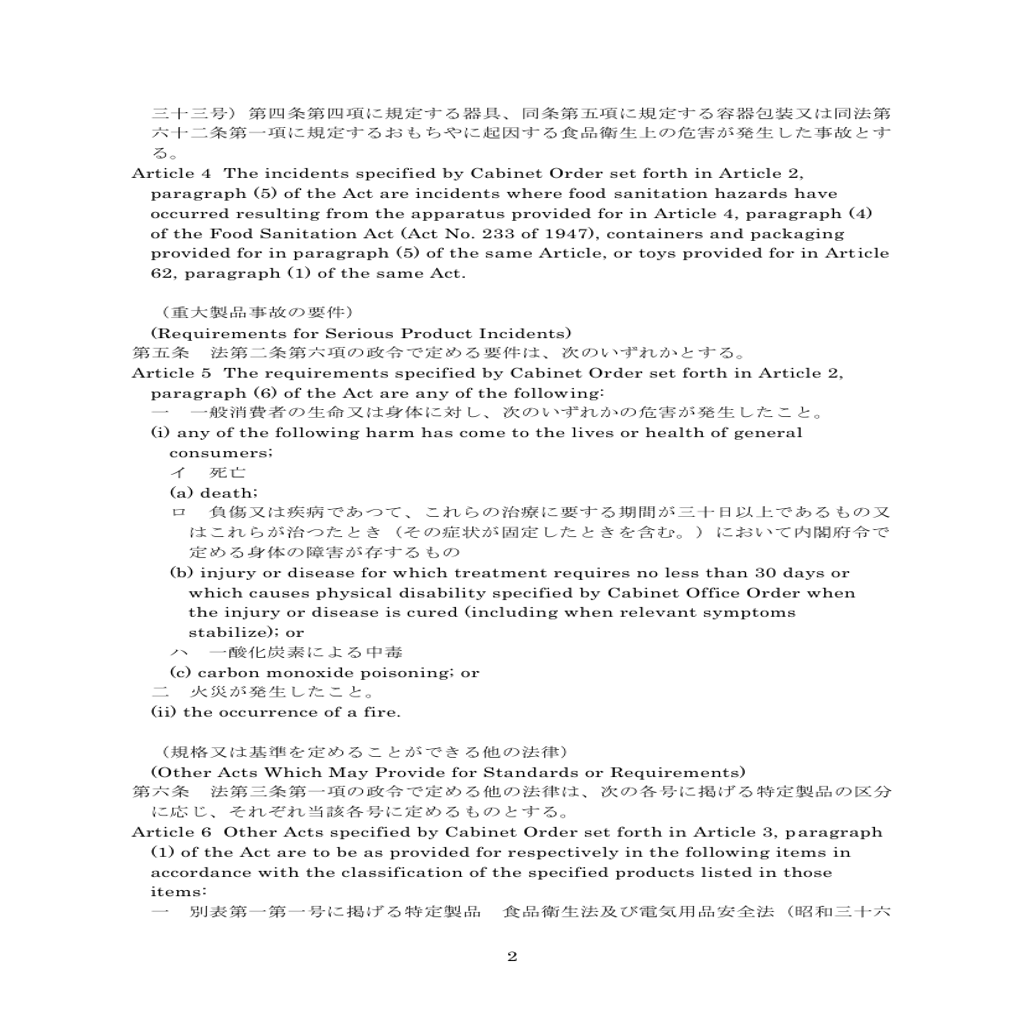 三十三号）第四条第四項に規定する器具、同条第五項に規定する容器包装又は同法第
六十二条第一項に規定するおもちやに起因する食品衛生上の危害が発生した事故とす
る。
Article 4 The incidents specified by Cabinet Order set forth in Article 2,
paragraph (5) of the Act are incidents where food sanitation hazards have
occurred resulting from the apparatus provided for in Article 4, paragraph (4)
of the Food Sanitation Act (Act No. 233 of 1947), containers and packaging
provided for in paragraph (5) of the same Article, or toys provided for in Article
62, paragraph (1) of the same Act.
（重大製品事故の要件）
(Requirements for Serious Product Incidents)
第五条　法第二条第六項の政令で定める要件は、次のいずれかとする。
Article 5 The requirements specified by Cabinet Order set forth in Article 2,
paragraph (6) of the Act are any of the following:
一　一般消費者の生命又は身体に対し、次のいずれかの危害が発生したこと。
(i) any of the following harm has come to the lives or health of general
consumers;
イ　死亡
(a) death;
ロ　負傷又は疾病であつて、これらの治療に要する期間が三十日以上であるもの又
はこれらが治つたとき（その症状が固定したときを含む。）において内閣府令で
定める身体の障害が存するもの
(b) injury or disease for which treatment requires no less than 30 days or
which causes physical disability specified by Cabinet Office Order when
the injury or disease is cured (including when relevant symptoms
stabilize); or
ハ　一酸化炭素による中毒
(c) carbon monoxide poisoning; or
二　火災が発生したこと。
(ii) the occurrence of a fire.
（規格又は基準を定めることができる他の法律）
(Other Acts Which May Provide for Standards or Requirements)
第六条　法第三条第一項の政令で定める他の法律は、次の各号に掲げる特定製品の区分
に応じ、それぞれ当該各号に定めるものとする。
Article 6 Other Acts specified by Cabinet Order set forth in Article 3, paragraph
(1) of the Act are to be as provided for respectively in the following items in
accordance with the classification of the specified products listed in those
items:
一　別表第一第一号に掲げる特定製品　食品衛生法及び電気用品安全法（昭和三十六
2